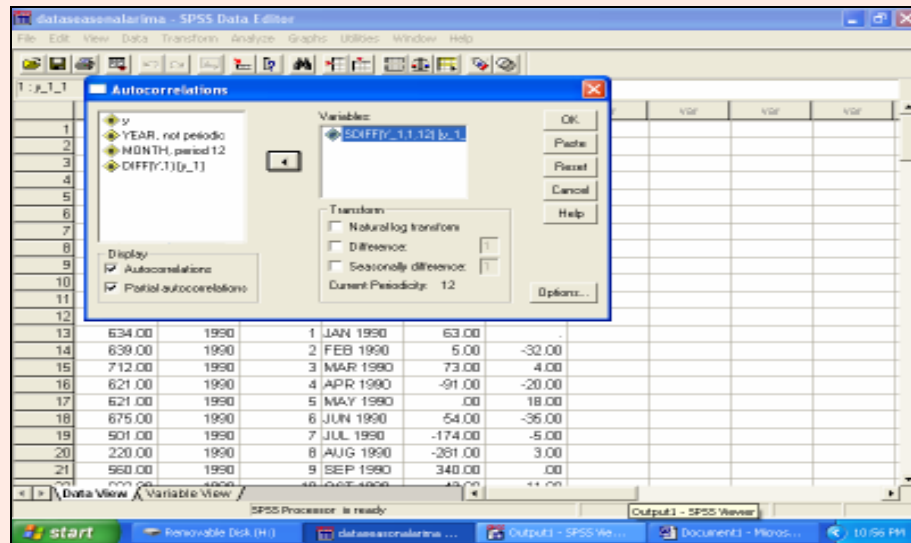 dataseasonalarima - SPSS Data Editor
File Edit View Data Transform Analyze Graphs Utilities Window Help
1 : y_1_1
Autocorrelations
y
YEAR, not periodic
MONTH, period 12
DIFF(Y,1) [y_1]
Variables:
SDIFF(Y_1,1,12) [y_1_
OK
Paste
Reset
Cancel
Help
Transform
Natural log transform
Difference: 1
Seasonally difference: 1
Current Periodicity: 12
Display
Autocorrelations
Partial autocorrelations
Options...
var var var
1
2
3
4
5
6
7
8
9
10
11
12
13 634.00 1990 1 JAN 1990 63.00 .
14 639.00 1990 2 FEB 1990 5.00 -32.00
15 712.00 1990 3 MAR 1990 73.00 4.00
16 621.00 1990 4 APR 1990 -91.00 -20.00
17 621.00 1990 5 MAY 1990 .00 18.00
18 675.00 1990 6 JUN 1990 54.00 -35.00
19 501.00 1990 7 JUL 1990 -174.00 -5.00
20 220.00 1990 8 AUG 1990 -281.00 3.00
21 560.00 1990 9 SEP 1990 340.00 .00
Data View Variable View
SPSS Processor is ready
Output1 - SPSS Viewer
start
Removable Disk (H:)
dataseasonalarima ...
Output1 - SPSS Vie...
Document1 - Micros...
10:56 PM